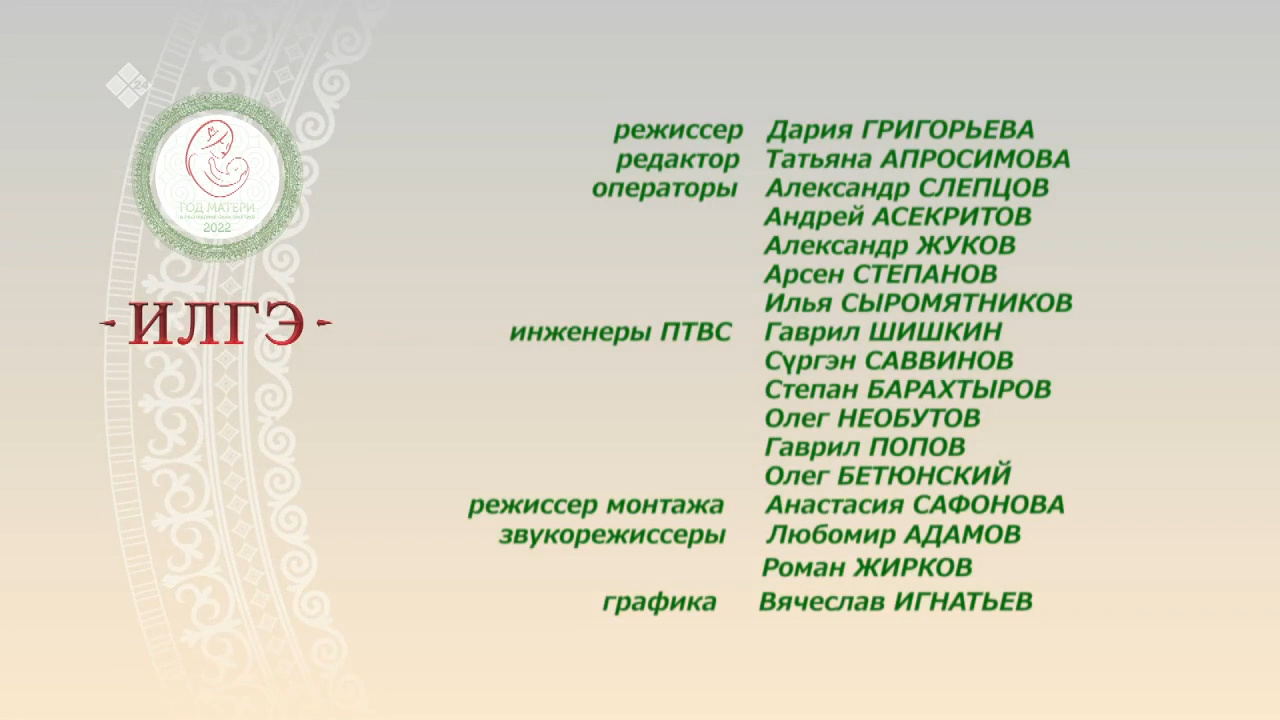 24
ГОД МАТЕРИ
2022
ИЛГЭ
режиссер Дария ГРИГОРЬЕВА
редактор Татьяна АПРОСИМОВА
операторы Александр СЛЕПЦОВ
Андрей АСЕКРИТОВ
Александр ЖУКОВ
Арсен СТЕПАНОВ
Илья СЫРОМЯТНИКОВ
инженеры ПТВС Гаврил ШИШКИН
Сүргэн САВВИНОВ
Степан БАРАХТЫРОВ
Олег НЕОБУТОВ
Гаврил ПОПОВ
Олег БЕТЮНСКИЙ
режиссер монтажа Анастасия САФОНОВА
звукорежиссеры Любомир АДАМОВ
Роман ЖИРКОВ
графика Вячеслав ИГНАТЬЕВ